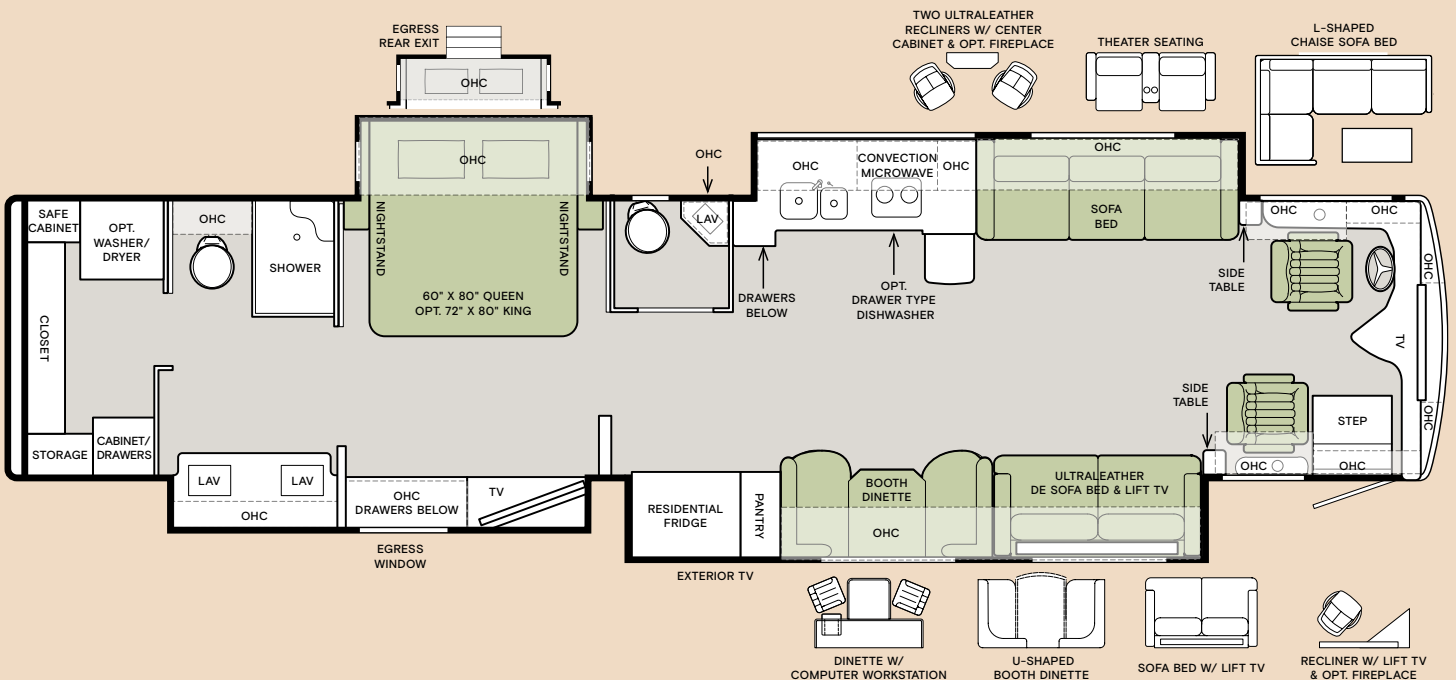 EGRESS
REAR EXIT
OHC
TWO ULTRALEATHER
RECLINERS W/ CENTER
CABINET & OPT. FIREPLACE
THEATER SEATING
L-SHAPED
CHAISE SOFA BED
OHC
NIGHTSTAND
NIGHTSTAND
60" X 80" QUEEN
OPT. 72" X 80" KING
OHC
LAV
OHC
CONVECTION
MICROWAVE
OHC
OHC
SOFA
BED
DRAWERS
BELOW
OPT.
DRAWER TYPE
DISHWASHER
SIDE
TABLE
OHC
OHC
OHC
TV
OHC
SAFE
CABINET
OPT.
WASHER/
DRYER
OHC
SHOWER
CLOSET
STORAGE
CABINET/
DRAWERS
LAV
LAV
OHC
OHC
DRAWERS BELOW
TV
EGRESS
WINDOW
RESIDENTIAL
FRIDGE
PANTRY
EXTERIOR TV
BOOTH
DINETTE
OHC
ULTRALEATHER
DE SOFA BED & LIFT TV
SIDE
TABLE
STEP
OHC
OHC
DINETTE W/
COMPUTER WORKSTATION
U-SHAPED
BOOTH DINETTE
SOFA BED W/ LIFT TV
RECLINER W/ LIFT TV
& OPT. FIREPLACE